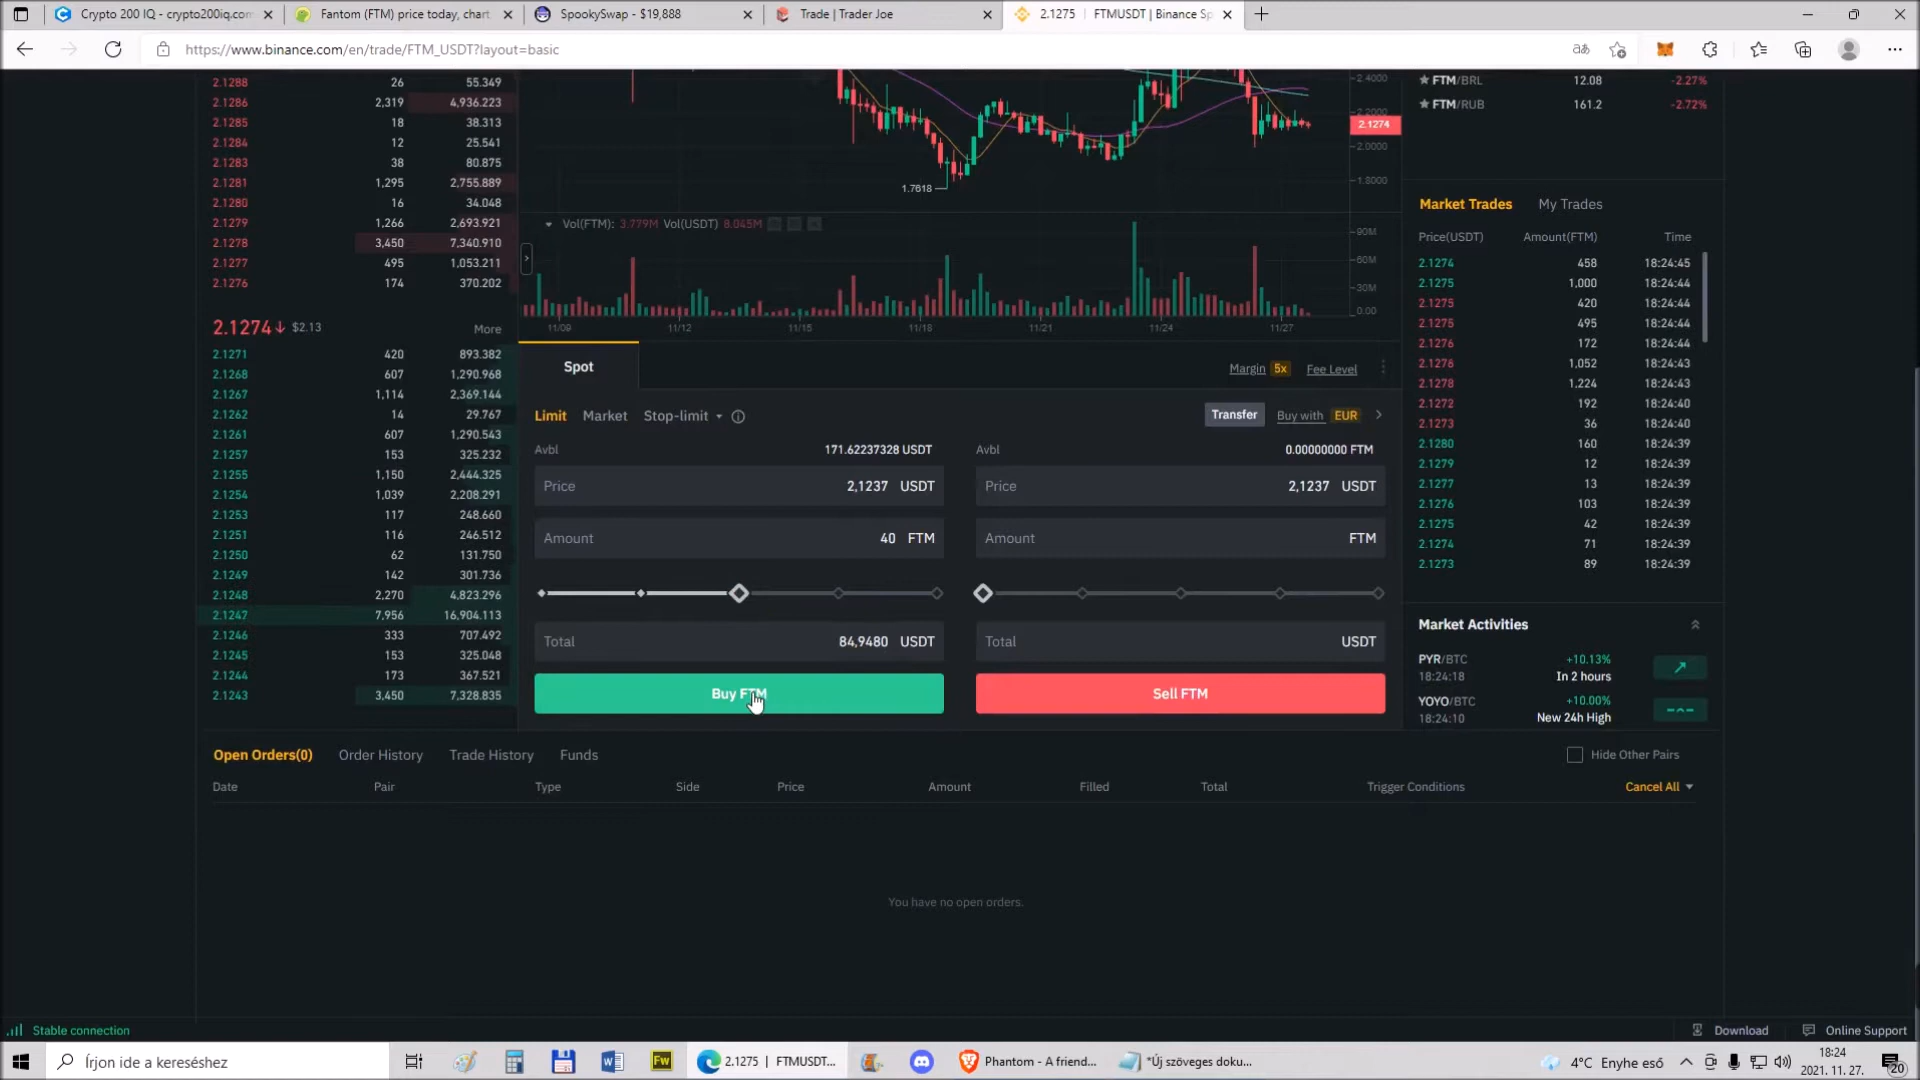 Crypto 200 IQ - crypto200iq.com
Fantom (FTM) price today, chart
SpookySwap - $19,888
Trade | Trader Joe
2.1275 | FTMUSDT | Binance Sp
https://www.binance.com/en/trade/FTM_USDT?layout=basic
2.1288 26 55.349
2.1286 2,319 4,936.223
2.1285 18 38.313
2.1284 12 25.541
2.1283 38 80.875
2.1281 1,295 2,755.889
2.1280 16 34.048
2.1279 1,266 2,693.921
2.1278 3,450 7,340.910
2.1277 495 1,053.211
2.1276 174 370.202
2.1274↓ $2.13 More
2.1271 420 893.382
2.1268 607 1,290.968
2.1267 1,114 2,369.144
2.1262 14 29.767
2.1261 607 1,290.543
2.1257 153 325.232
2.1255 1,150 2,444.325
2.1254 1,039 2,208.291
2.1253 117 248.660
2.1251 116 246.512
2.1250 62 131.750
2.1249 142 301.736
2.1248 2,270 4,823.296
2.1247 7,956 16,904.113
2.1246 333 707.492
2.1245 153 325.048
2.1244 173 367.521
2.1243 3,450 7,328.835
2.4000
2.2000
2.1274
2.0000
1.8000
1.7618
Vol(FTM): 3.779M Vol(USDT) 8.045M
90M
60M
30M
0.00
11/09 11/12 11/15 11/18 11/21 11/24 11/27
Spot
Margin 5x Fee Level
Limit Market Stop-limit
Transfer Buy with EUR
Avbl 171.62237328 USDT
Price 2,1237 USDT
Amount 40 FTM
Total 84,9480 USDT
Buy FTM
Avbl 0.00000000 FTM
Price 2,1237 USDT
Amount FTM
Total USDT
Sell FTM
FTM/BRL 12.08 -2.27%
FTM/RUB 161.2 -2.72%
Market Trades My Trades
Price(USDT) Amount(FTM) Time
2.1274 458 18:24:45
2.1275 1,000 18:24:44
2.1275 420 18:24:44
2.1275 495 18:24:44
2.1276 172 18:24:44
2.1276 1,052 18:24:43
2.1278 1,224 18:24:43
2.1272 192 18:24:40
2.1273 36 18:24:40
2.1280 160 18:24:39
2.1279 12 18:24:39
2.1277 13 18:24:39
2.1276 103 18:24:39
2.1275 42 18:24:39
2.1274 71 18:24:39
2.1273 89 18:24:39
Market Activities
PYR/BTC +10.13%
18:24:18 In 2 hours
YOYO/BTC +10.00%
18:24:10 New 24h High
Open Orders(0) Order History Trade History Funds
Hide Other Pairs
Date Pair Type Side Price Amount Filled Total Trigger Conditions Cancel All
You have no open orders.
Stable connection
Download Online Support
Írjon ide a kereséshez
Fw
2.1275 | FTMUSDT...
Phantom - A friend...
*Új szöveges doku...
4°C Enyhe eső
18:24
2021. 11. 27.
20